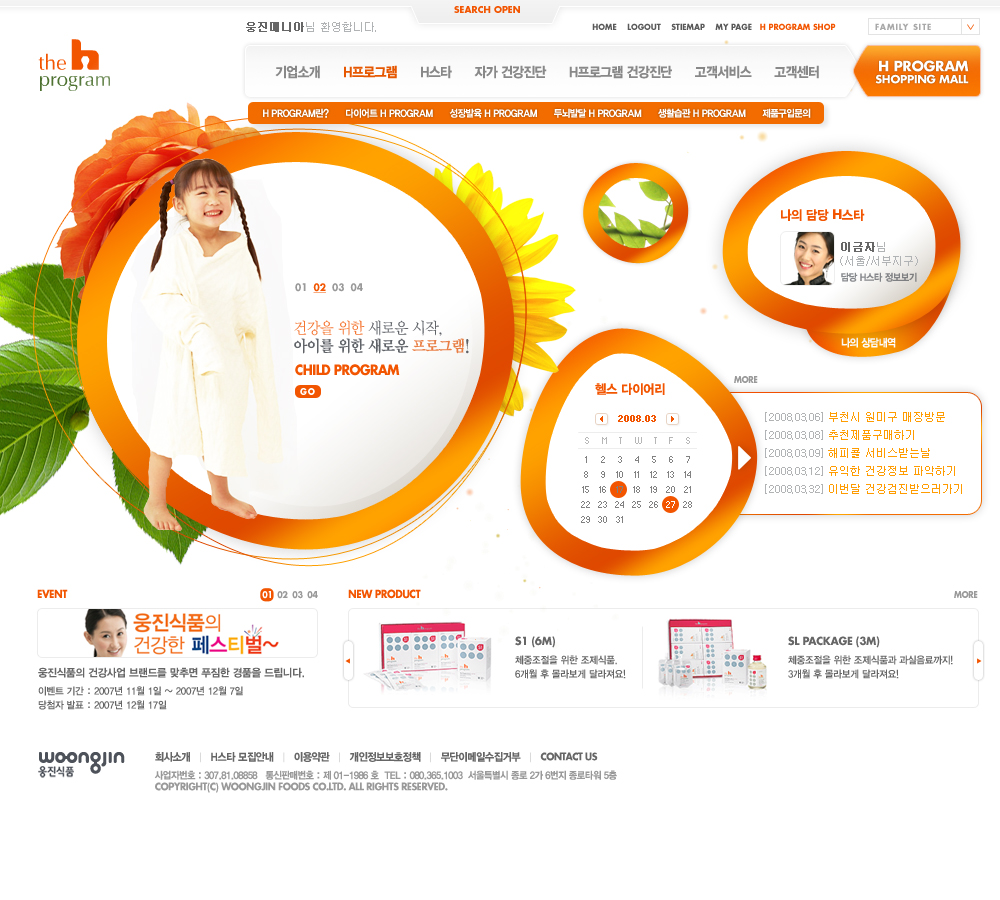 SEARCH OPEN
웅진매니아님 환영합니다.
HOME LOGOUT STIEMAP MY PAGE H PROGRAM SHOP
FAMILY SITE
the h program
기업소개 H프로그램 H스타 자가 건강진단 H프로그램 건강진단 고객서비스 고객센터
H PROGRAM
SHOPPING MALL
H PROGRAM란? 다이어트 H PROGRAM 성장발육 H PROGRAM 두뇌발달 H PROGRAM 생활습관 H PROGRAM 제품구입문의
나의 담당 H스타
이금자님
(서울/서부지구)
담당 H스타 정보보기
나의 상담내역
01 02 03 04
건강을 위한 새로운 시작,
아이를 위한 새로운 프로그램!
CHILD PROGRAM
GO
헬스 다이어리
2008.03
S M T W T F S
1 2 3 4 5 6 7
8 9 10 11 12 13 14
15 16 18 19 20 21
22 23 24 25 26 27 28
29 30 31
MORE
[2008,03,06] 부천시 원미구 매장방문
[2008,03,08] 추천제품구매하기
[2008,03,09] 해피콜 서비스받는날
[2008,03,12] 유익한 건강정보 파악하기
[2008,03,32] 이번달 건강검진받으러가기
EVENT 01 02 03 04
웅진식품의
건강한 페스티벌~
웅진식품의 건강사업 브랜드를 맞추면 푸짐한 경품을 드립니다.
이벤트 기간 : 2007년 11월 1일 ~ 2007년 12월 7일
당첨자 발표 : 2007년 12월 17일
NEW PRODUCT MORE
S1 (6M)
체중조절을 위한 조제식품.
6개월 후 몰라보게 달라져요!
SL PACKAGE (3M)
체중조절을 위한 조제식품과 과실음료까지!
3개월 후 몰라보게 달라져요!
woongjin
웅진식품
회사소개 H스타 모집안내 이용약관 개인정보보호정책 무단이메일수집거부 CONTACT US
사업자번호 : 307.81.08858 통신판매번호 : 제 01-1986 호 TEL : 080.365.1003 서울특별시 종로 2가 6번지 종로타워 5층
COPYRIGHT(C) WOONGJIN FOODS CO.LTD. ALL RIGHTS RESERVED.